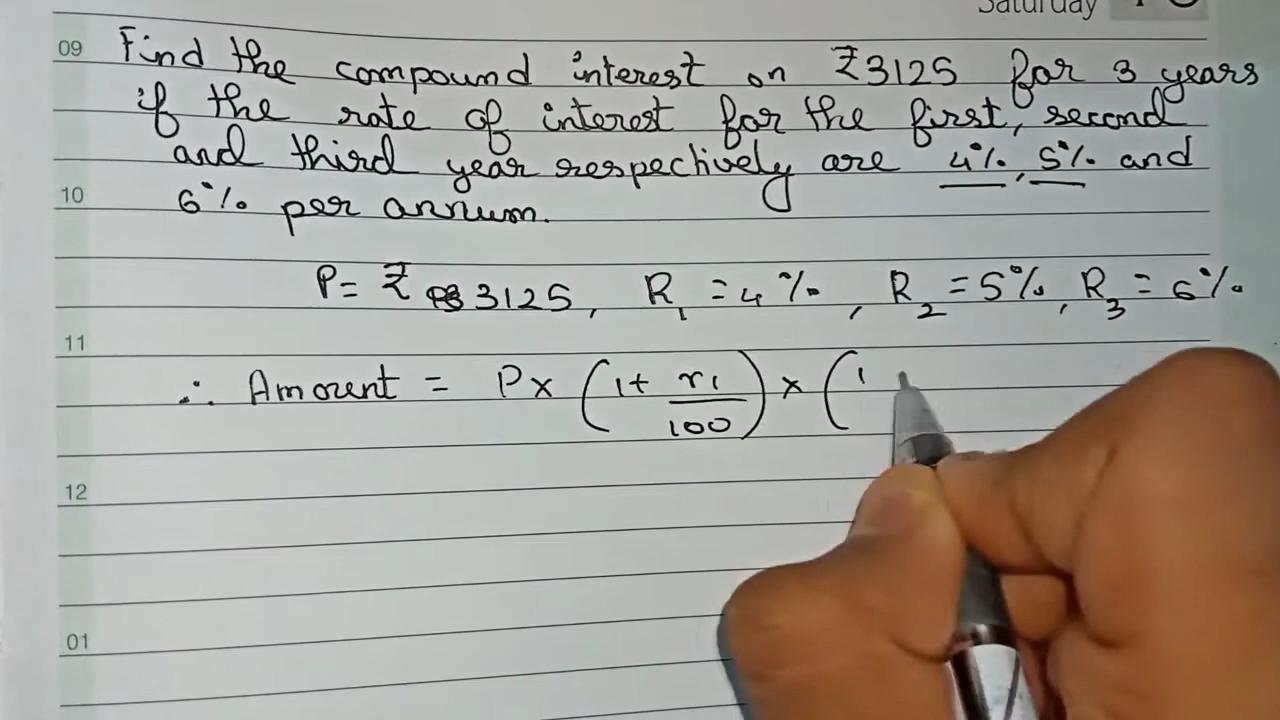 Saturday
09 Find the compound interest on ₹3125 for 3 years
if the rate of interest for the first, second
and third year respectively are 4%, 5% and
10 6% per annum.
P= ₹ 3125, R1 = 4%, R2 = 5%, R3 = 6%.
11
∴ Amount = P× (1+ r1/100) × (1
12
01